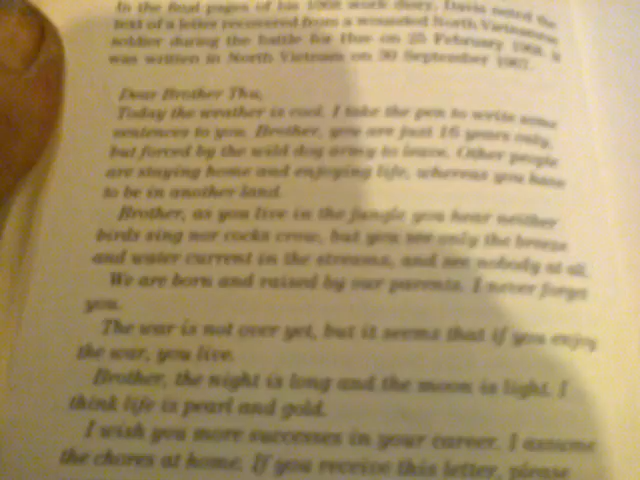 In the final pages of his 1968 work diary, Davis noted the
text of a letter recovered from a wounded North Vietnamese
soldier during the battle for Hue on 25 February 1968. It
was written in North Vietnam on 30 September 1967.
Dear Brother Thu,
Today the weather is cool. I take the pen to write some
sentences to you. Brother, you are just 16 years only,
but forced by the wild dog army to leave. Other people
are staying home and enjoying life, whereas you have
to be in another land.
Brother, as you live in the jungle you hear neither
birds sing nor cocks crow, but you see only the breeze
and water current in the streams, and see nobody at all.
We are born and raised by our parents. I never forget
you.
The war is not over yet, but it seems that if you enjoy
the war, you live.
Brother, the night is long and the moon is light. I
think life is pearl and gold.
I wish you more successes in your career. I assume
the chores at home. If you receive this letter, please